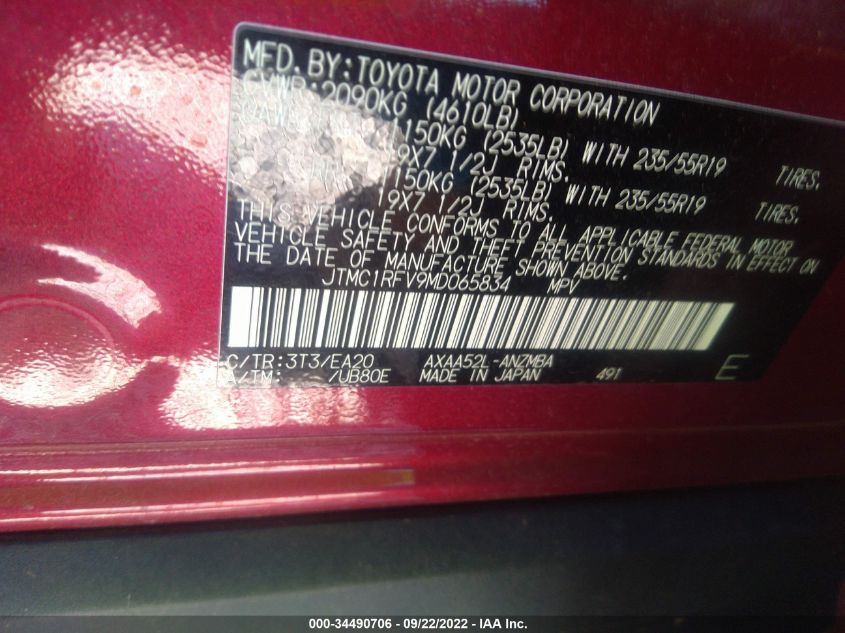 MFD. BY: TOYOTA MOTOR CORPORATION
GVWR: 2090KG (4610LB)
1150KG (2535LB) WITH 235/55R19 TIRES.
19X7 1/2J RIMS.
1150KG (2535LB) WITH 235/55R19 TIRES.
19X7 1/2J RIMS.
THIS VEHICLE CONFORMS TO ALL APPLICABLE FEDERAL MOTOR
VEHICLE SAFETY AND THEFT PREVENTION STANDARDS IN EFFECT ON
THE DATE OF MANUFACTURE SHOWN ABOVE.
JTMC1RFV9MD065834 MPV
C/TR:3T3/EA20 AXAA52L-ANZMBA
A/TM: /UB80E MADE IN JAPAN 491 E
000-34490706 - 09/22/2022 - IAA Inc.